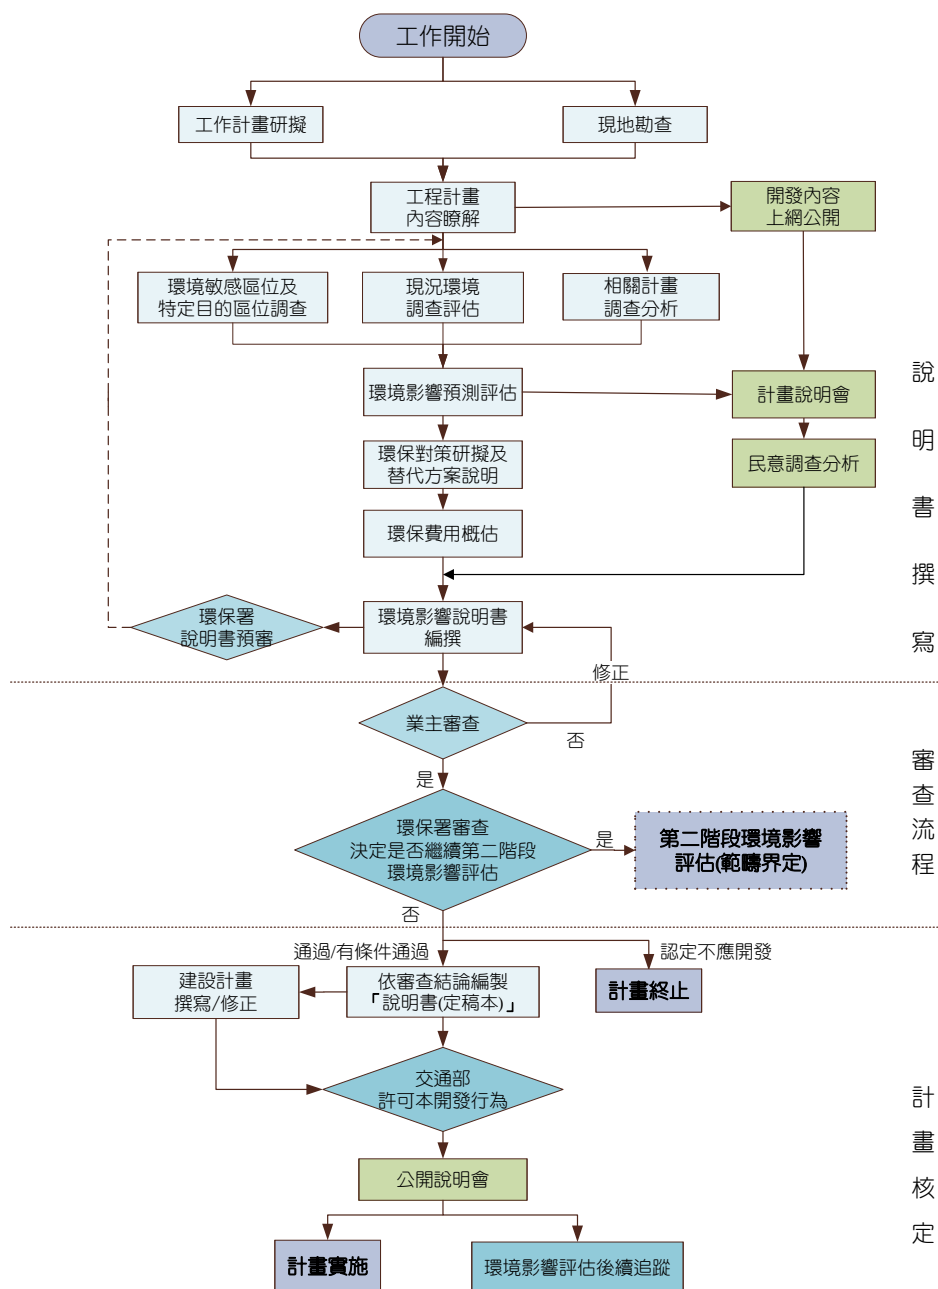 工作開始
工作計畫研擬
現地勘查
工程計畫
內容瞭解
開發內容
上網公開
環境敏感區位及
特定目的區位調查
現況環境
調查評估
相關計畫
調查分析
環境影響預測評估
計畫說明會
環保對策研擬及
替代方案說明
民意調查分析
環保費用概估
環保署
說明書預審
環境影響說明書
編撰
修正
說
明
書
撰
寫
業主審查
否
是
環保署審查
決定是否繼續第二階段
環境影響評估
是
第二階段環境影響
評估(範疇界定)
否
審
查
流
程
通過/有條件通過
認定不應開發
建設計畫
撰寫/修正
依審查結論編製
「說明書(定稿本)」
計畫終止
交通部
許可本開發行為
公開說明會
計畫實施
環境影響評估後續追蹤
計
畫
核
定